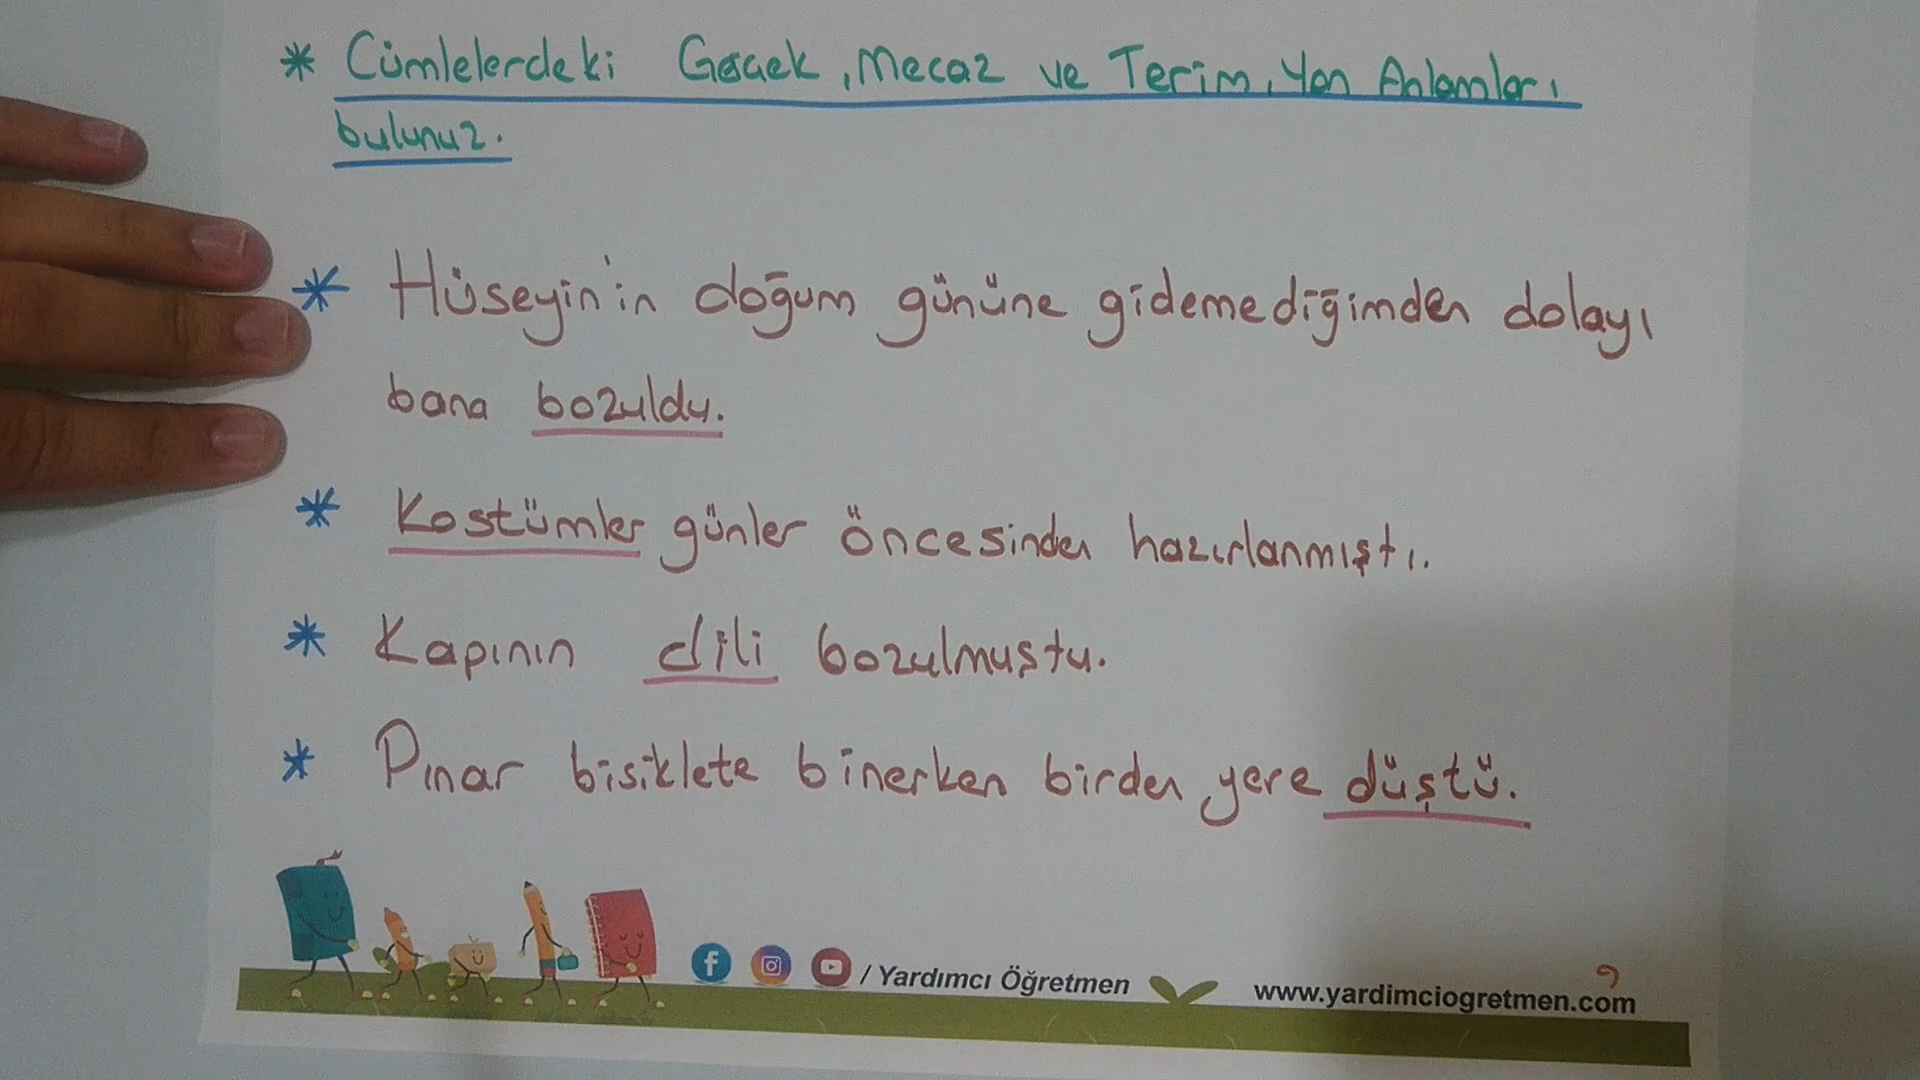 * Cümlelerdeki Gerçek, Mecaz ve Terim, Yan Anlamları
bulunuz.
* Hüseyin'in doğum gününe gidemediğimden dolayı
bana bozuldu.
* Kostümler günler öncesinden hazırlanmıştı.
* Kapının dili bozulmuştu.
* Pınar bisiklete binerken birden yere düştü.
/ Yardımcı Öğretmen
www.yardimciogretmen.com
9